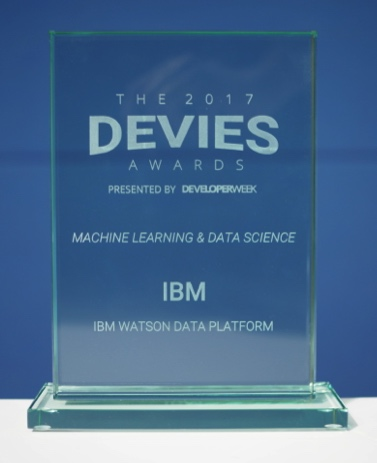 THE 2017
DEVIES
AWARDS
PRESENTED BY DEVELOPERWEEK
MACHINE LEARNING & DATA SCIENCE
IBM
IBM WATSON DATA PLATFORM